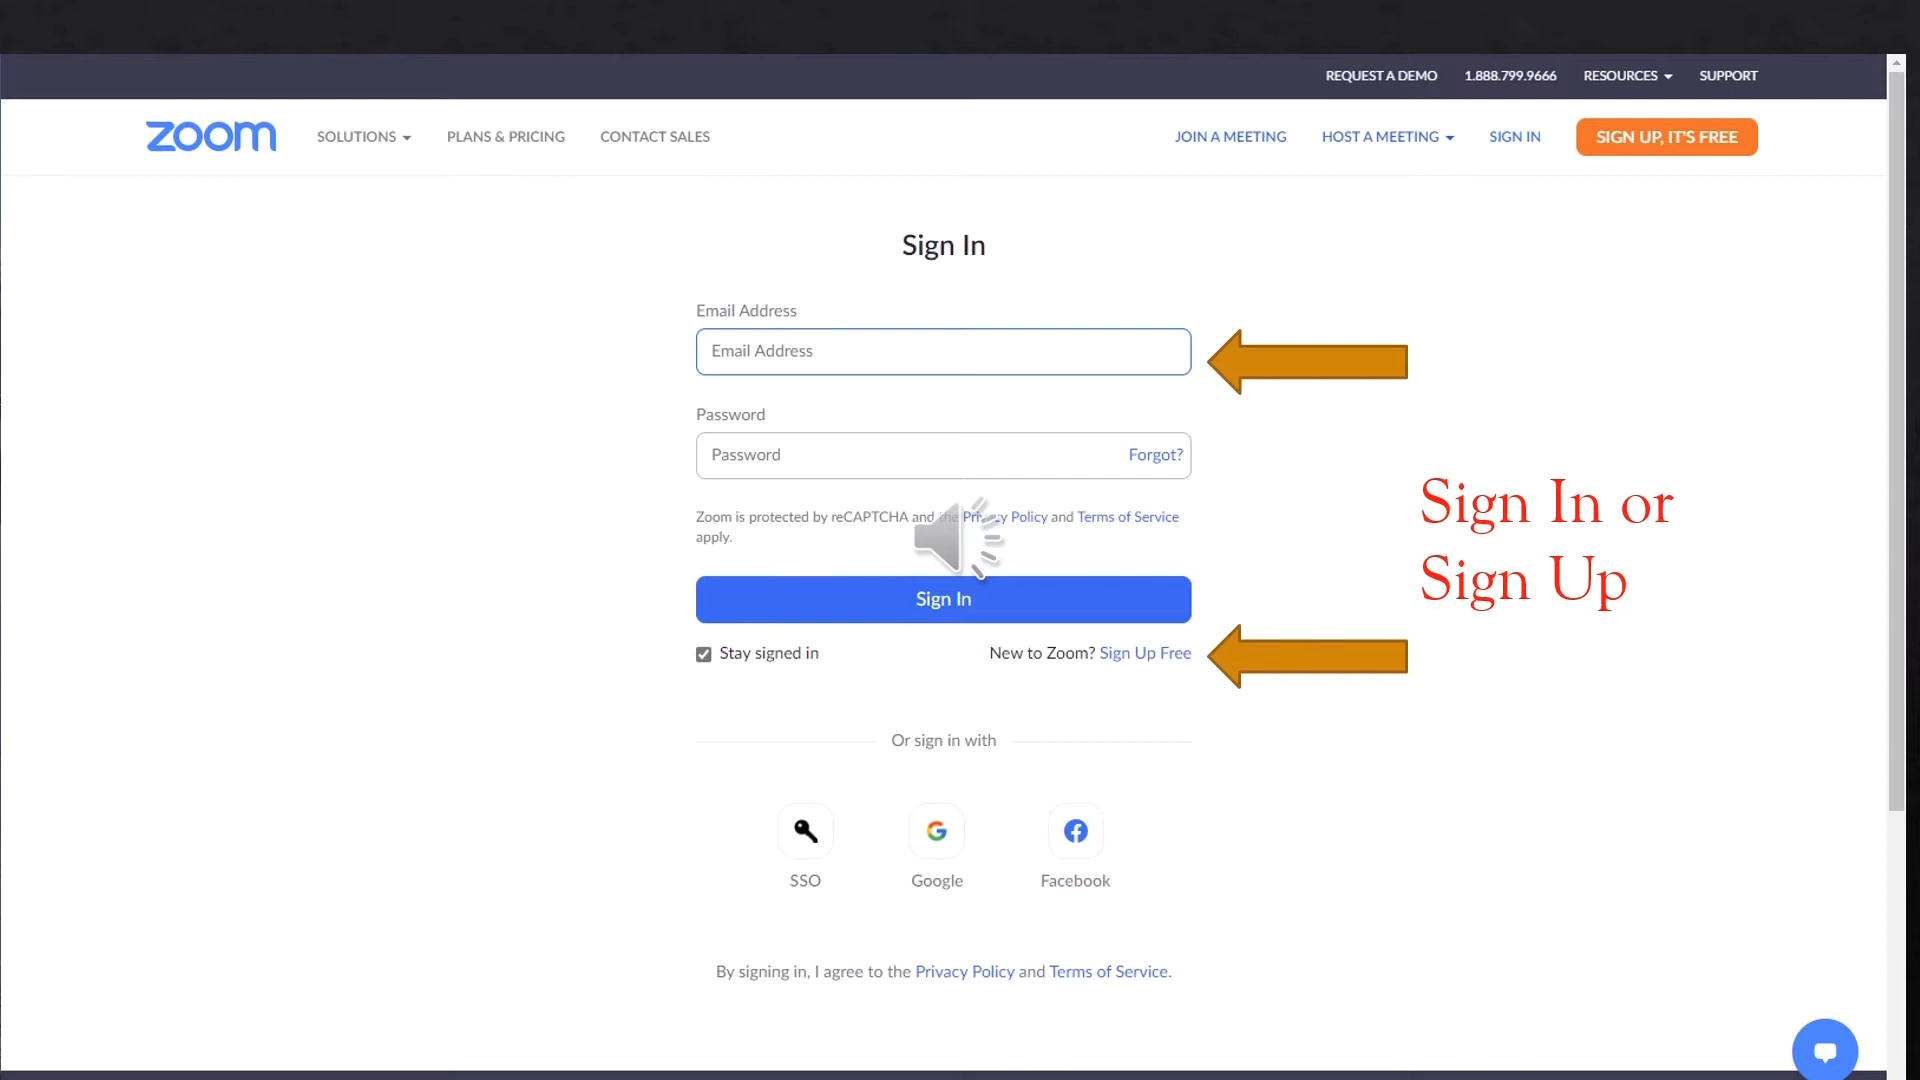 REQUEST A DEMO 1.888.799.9666 RESOURCES SUPPORT
zoom SOLUTIONS PLANS & PRICING CONTACT SALES JOIN A MEETING HOST A MEETING SIGN IN SIGN UP, IT'S FREE
Sign In
Email Address
Email Address
Password
Password Forgot?
Zoom is protected by reCAPTCHA and the Privacy Policy and Terms of Service
apply.
Sign In or
Sign Up
Sign In
Stay signed in New to Zoom? Sign Up Free
Or sign in with
SSO Google Facebook
By signing in, I agree to the Privacy Policy and Terms of Service.